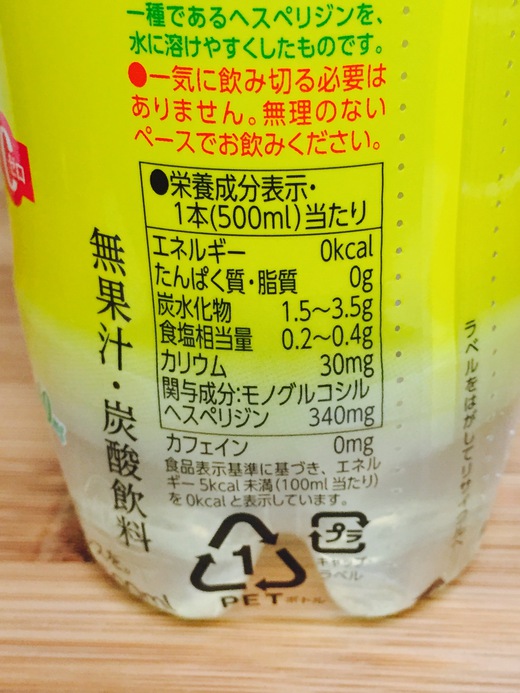 一種であるヘスペリジンを、
水に溶けやすくしたものです。
●一気に飲み切る必要は
ありません。無理のない
ペースでお飲みください。
●栄養成分表示・
1本(500ml)当たり
エネルギー 0kcal
たんぱく質・脂質 0g
炭水化物 1.5～3.5g
食塩相当量 0.2～0.4g
カリウム 30mg
関与成分:モノグルコシル
ヘスペリジン 340mg
カフェイン 0mg
食品表示基準に基づき、エネル
ギー5kcal未満(100ml当たり)
を0kcalと表示しています。
無果汁・炭酸飲料
ラベルをはがしてリサイクルへ
1
PETボトル
プラ
キャップ
ラベル
ゼロ